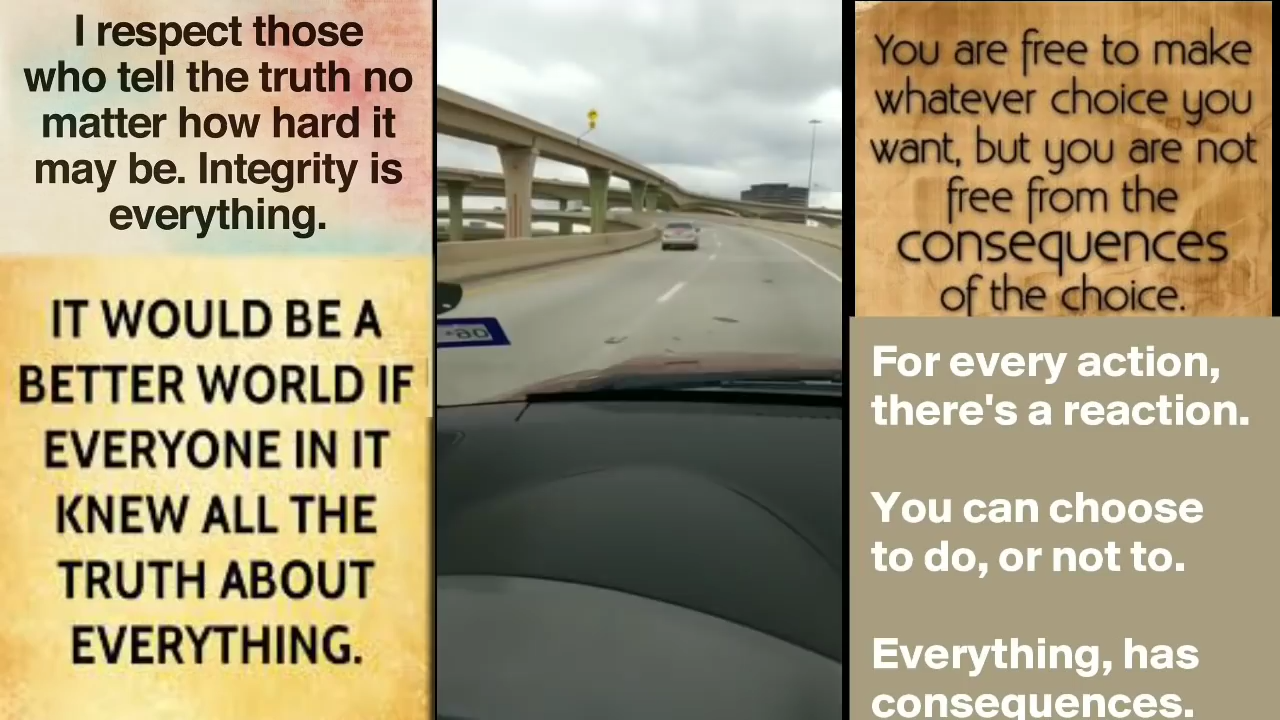 I respect those
who tell the truth no
matter how hard it
may be. Integrity is
everything.
IT WOULD BE A
BETTER WORLD IF
EVERYONE IN IT
KNEW ALL THE
TRUTH ABOUT
EVERYTHING.
You are free to make
whatever choice you
want, but you are not
free from the
consequences
of the choice.
For every action,
there's a reaction.
You can choose
to do, or not to.
Everything, has
consequences.